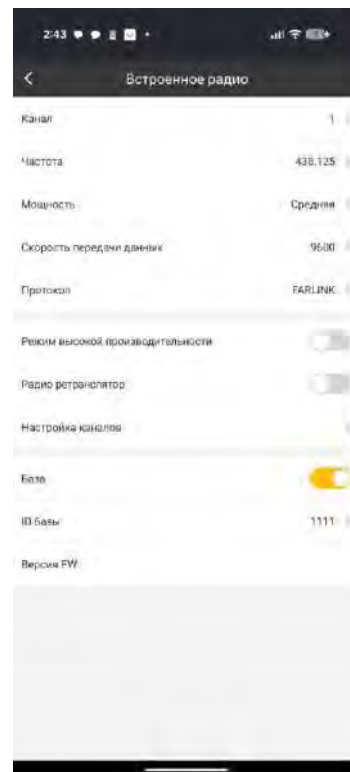 2:43
Встроенное радио
Канал 1
Частота 438.125
Мощность Средняя
Скорость передачи данных 9600
Протокол FARLINK
Режим высокой производительности
Радио ретранслятор
Настройка каналов
База
ID базы 1111
Версия FW